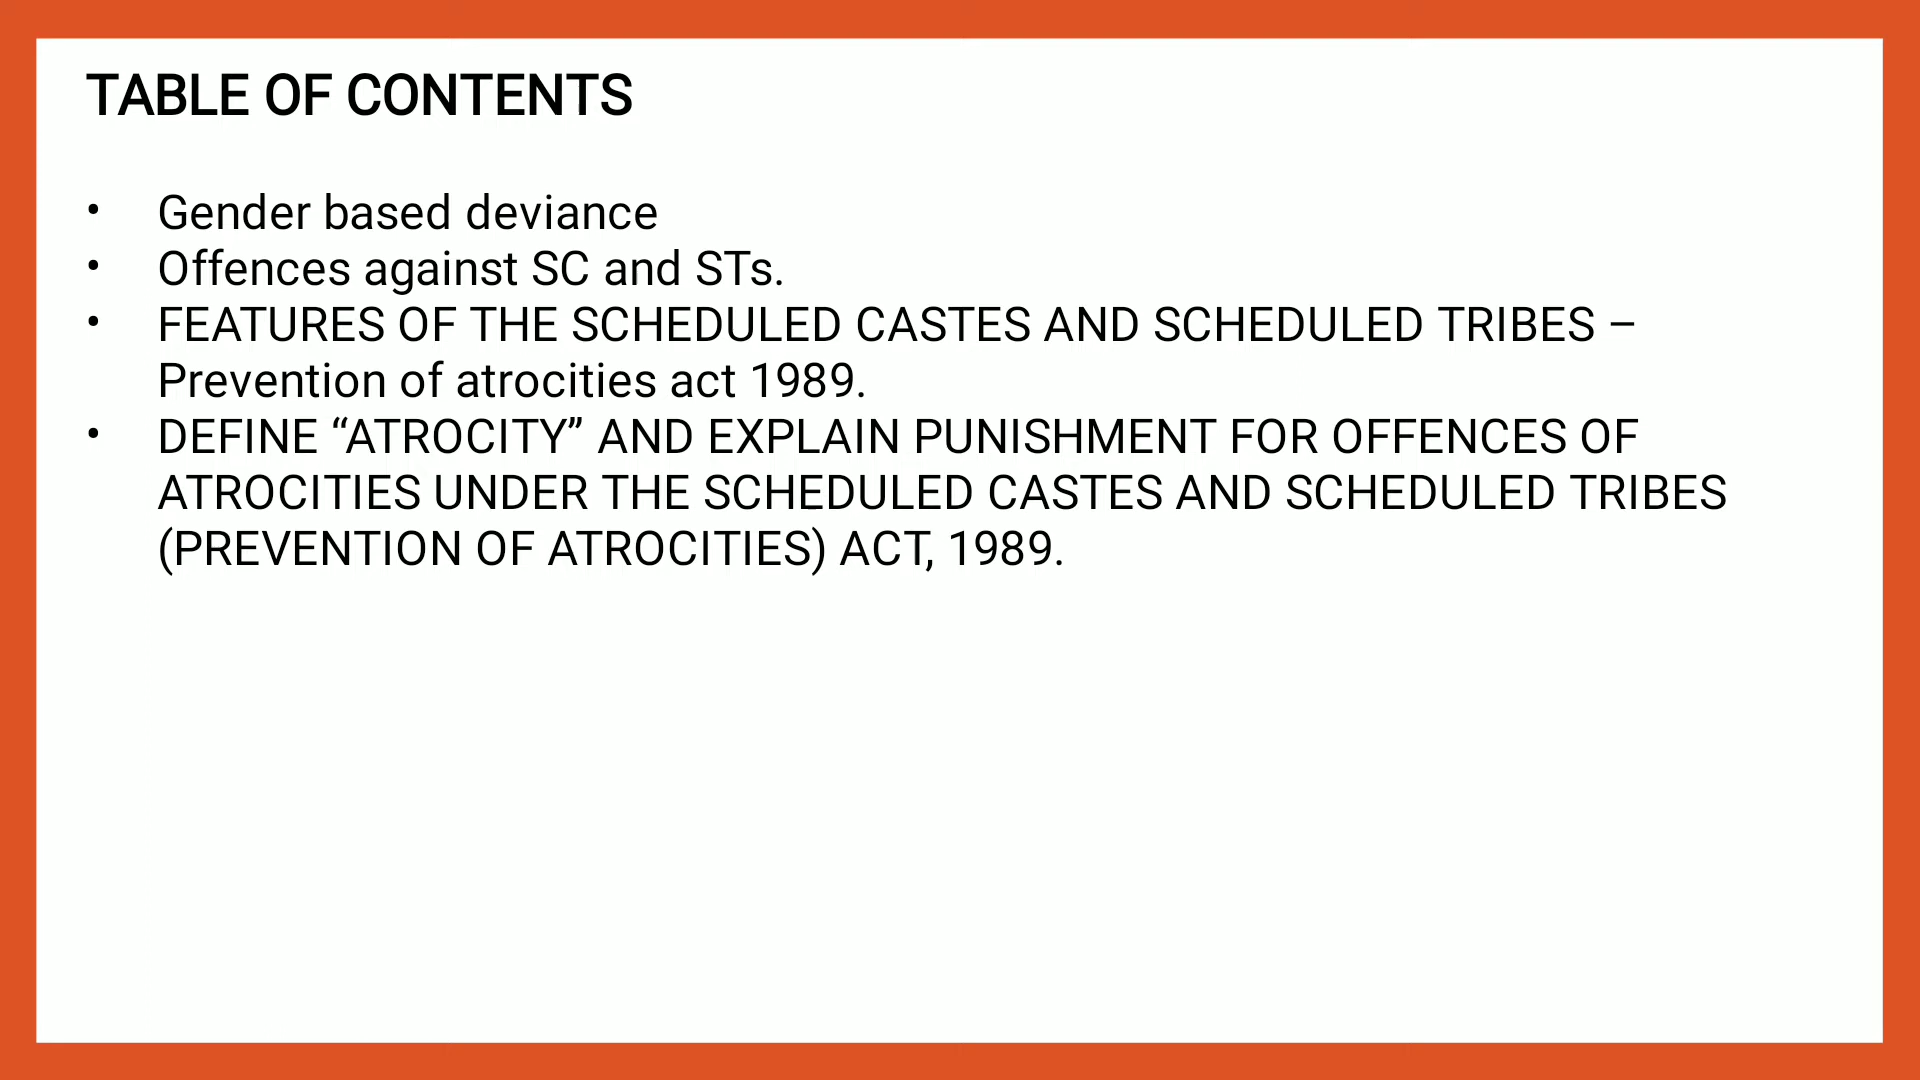 TABLE OF CONTENTS
• Gender based deviance
• Offences against SC and STs.
• FEATURES OF THE SCHEDULED CASTES AND SCHEDULED TRIBES –
Prevention of atrocities act 1989.
• DEFINE “ATROCITY” AND EXPLAIN PUNISHMENT FOR OFFENCES OF
ATROCITIES UNDER THE SCHEDULED CASTES AND SCHEDULED TRIBES
(PREVENTION OF ATROCITIES) ACT, 1989.